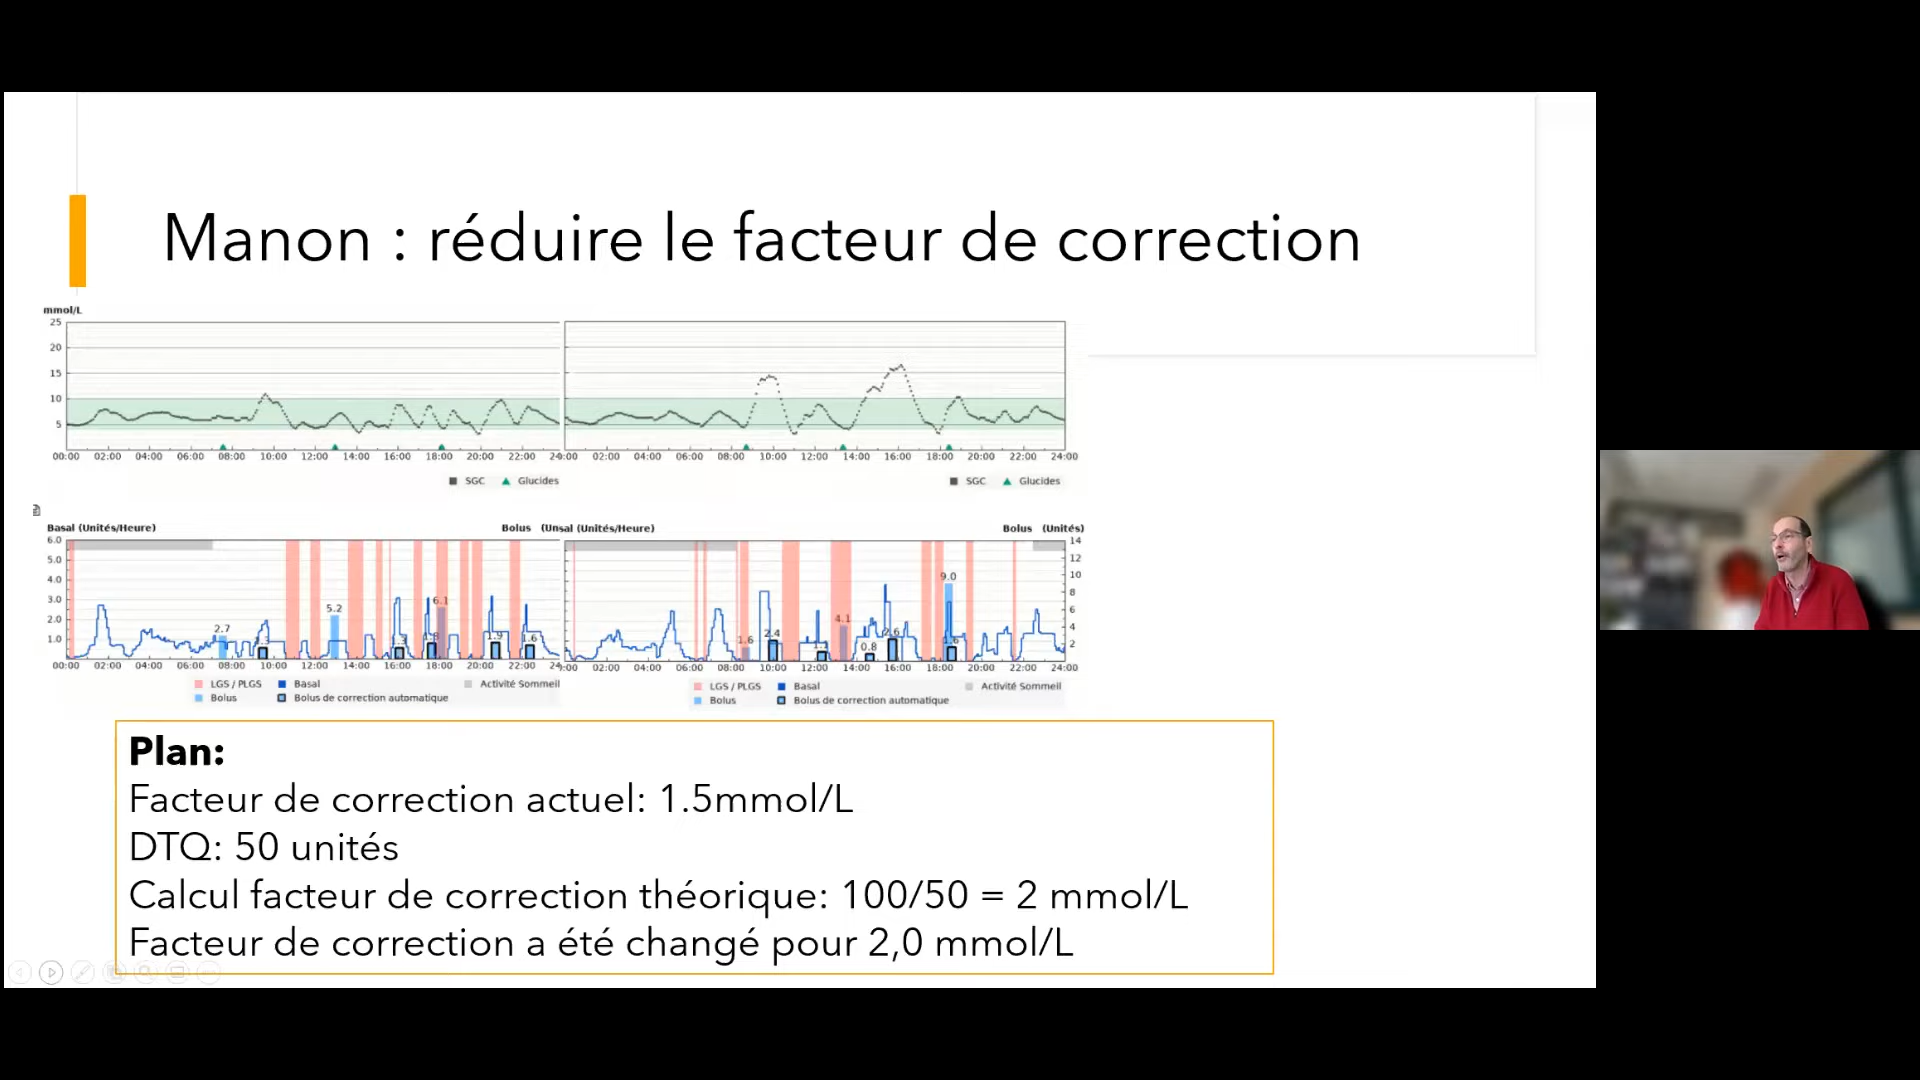 Manon : réduire le facteur de correction
mmol/L
25
20
15
10
5
00:00 02:00 04:00 06:00 08:00 10:00 12:00 14:00 16:00 18:00 20:00 22:00 24:00 02:00 04:00 06:00 08:00 10:00 12:00 14:00 16:00 18:00 20:00 22:00 24:00
SGC Glucides SGC Glucides
Basal (Unités/Heure) Bolus (Unsal (Unités/Heure) Bolus (Unités)
6.0
5.0
4.0
3.0
2.0
1.0
14
12
10
8
6
4
2
2.7 5.2 6.1 1.9
1.6 2.4 4.1 0.8 2.6 9.0
00:00 02:00 04:00 06:00 08:00 10:00 12:00 14:00 16:00 18:00 20:00 22:00 02:00 04:00 06:00 08:00 10:00 12:00 14:00 16:00 18:00 20:00 22:00 24:00
LGS / PLGS Basal Activité Sommeil
Bolus Bolus de correction automatique
LGS / PLGS Basal Activité Sommeil
Bolus Bolus de correction automatique
Plan:
Facteur de correction actuel: 1.5mmol/L
DTQ: 50 unités
Calcul facteur de correction théorique: 100/50 = 2 mmol/L
Facteur de correction a été changé pour 2,0 mmol/L